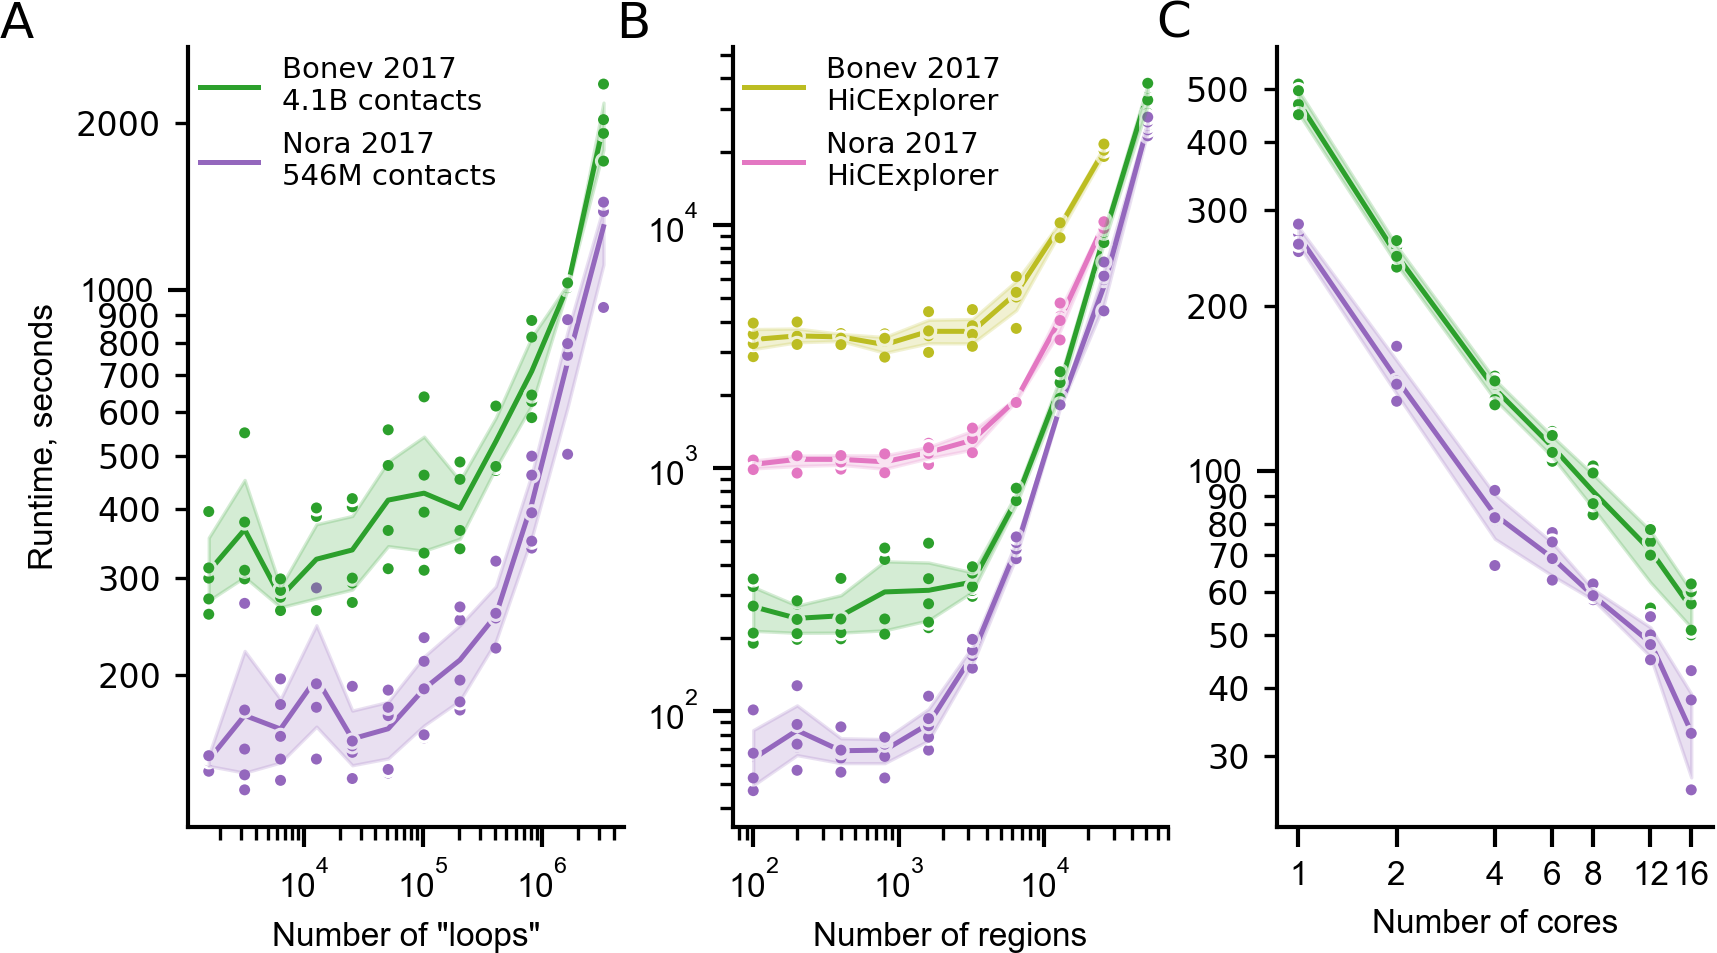 A
Runtime, seconds
2000
1000
900
800
700
600
500
400
300
200
Bonev 2017
4.1B contacts
Nora 2017
546M contacts
10^4 10^5 10^6
Number of "loops"
B
10^4
10^3
10^2
Bonev 2017
HiCExplorer
Nora 2017
HiCExplorer
10^2 10^3 10^4
Number of regions
C
500
400
300
200
100
90
80
70
60
50
40
30
1 2 4 6 8 12 16
Number of cores